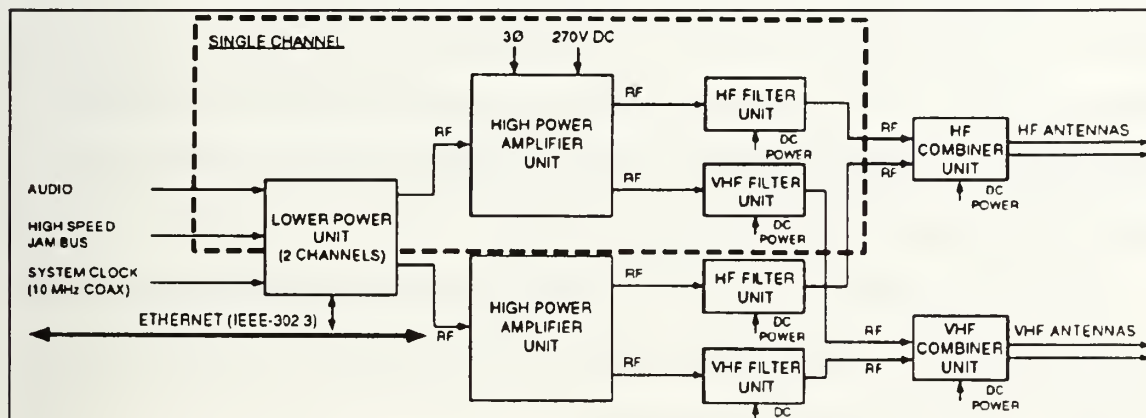 SINGLE CHANNEL
3Ø
270V DC
RF
HIGH POWER
AMPLIFIER
UNIT
RF
HF FILTER
UNIT
DC
POWER
RF
VHF FILTER
UNIT
DC
POWER
RF
RF
HF
COMBINER
UNIT
DC
POWER
HF ANTENNAS
AUDIO
HIGH SPEED
JAM BUS
SYSTEM CLOCK
(10 MHz COAX)
LOWER POWER
UNIT
(2 CHANNELS)
ETHERNET (IEEE-302 3)
RF
HIGH POWER
AMPLIFIER
UNIT
RF
HF FILTER
UNIT
DC
POWER
RF
VHF FILTER
UNIT
DC
RF
RF
VHF
COMBINER
UNIT
DC
POWER
VHF ANTENNAS